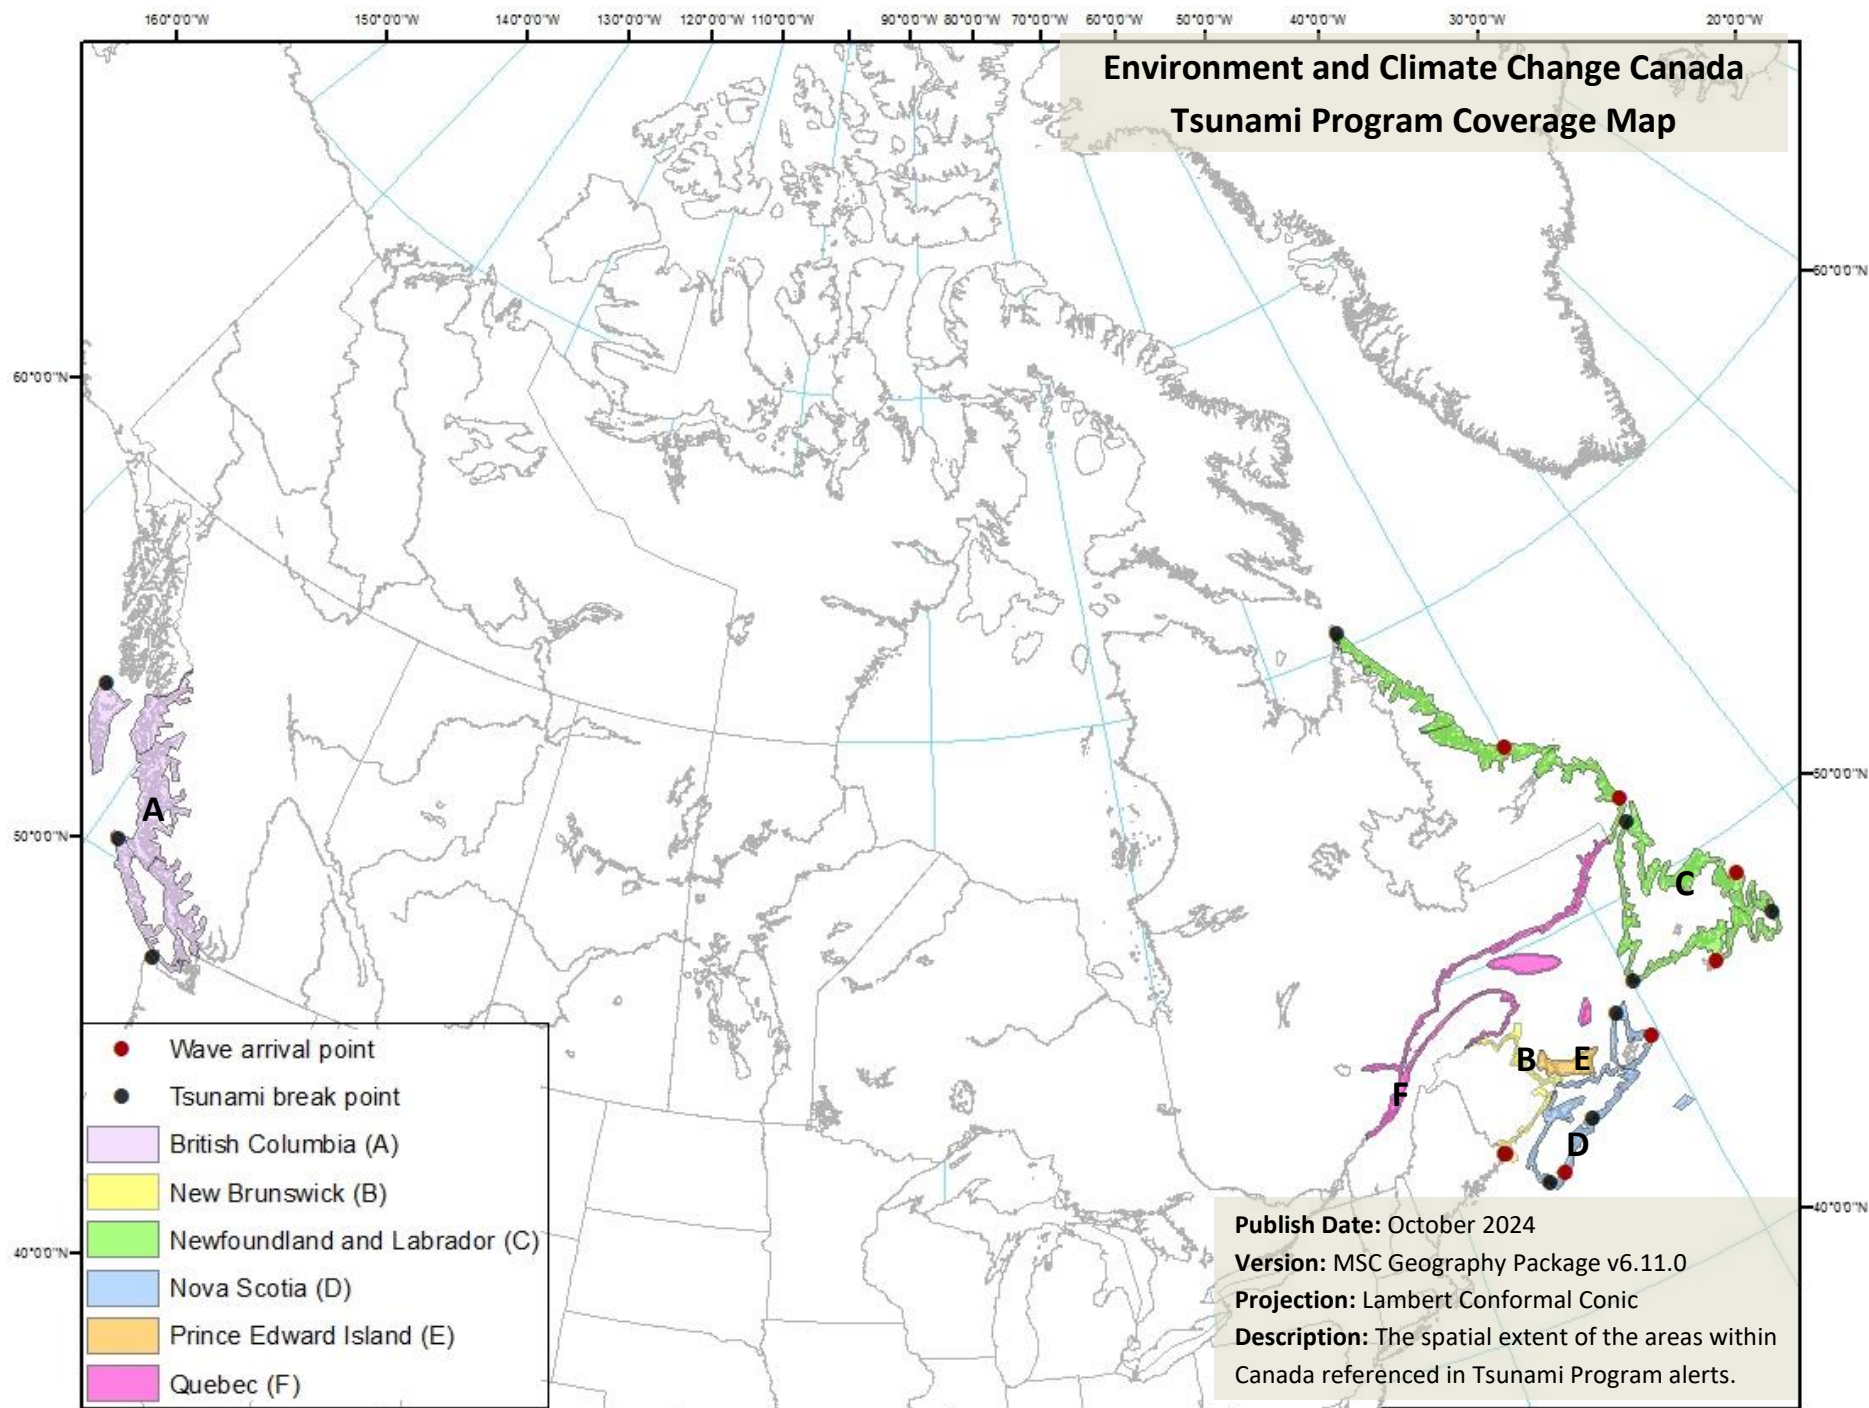 160°0'0"W 150°0'0"W 140°0'0"W 130°0'0"W 120°0'0"W 110°0'0"W 90°0'0"W 80°0'0"W 70°0'0"W 60°0'0"W 50°0'0"W 40°0'0"W 30°0'0"W 20°0'0"W
Environment and Climate Change Canada
Tsunami Program Coverage Map
60°0'0"N
60°0'0"N
50°0'0"N
A
50°0'0"N
C
B
E
F
D
Wave arrival point
Tsunami break point
British Columbia (A)
New Brunswick (B)
Newfoundland and Labrador (C)
Nova Scotia (D)
Prince Edward Island (E)
Quebec (F)
40°0'0"N
40°0'0"N
Publish Date: October 2024
Version: MSC Geography Package v6.11.0
Projection: Lambert Conformal Conic
Description: The spatial extent of the areas within
Canada referenced in Tsunami Program alerts.